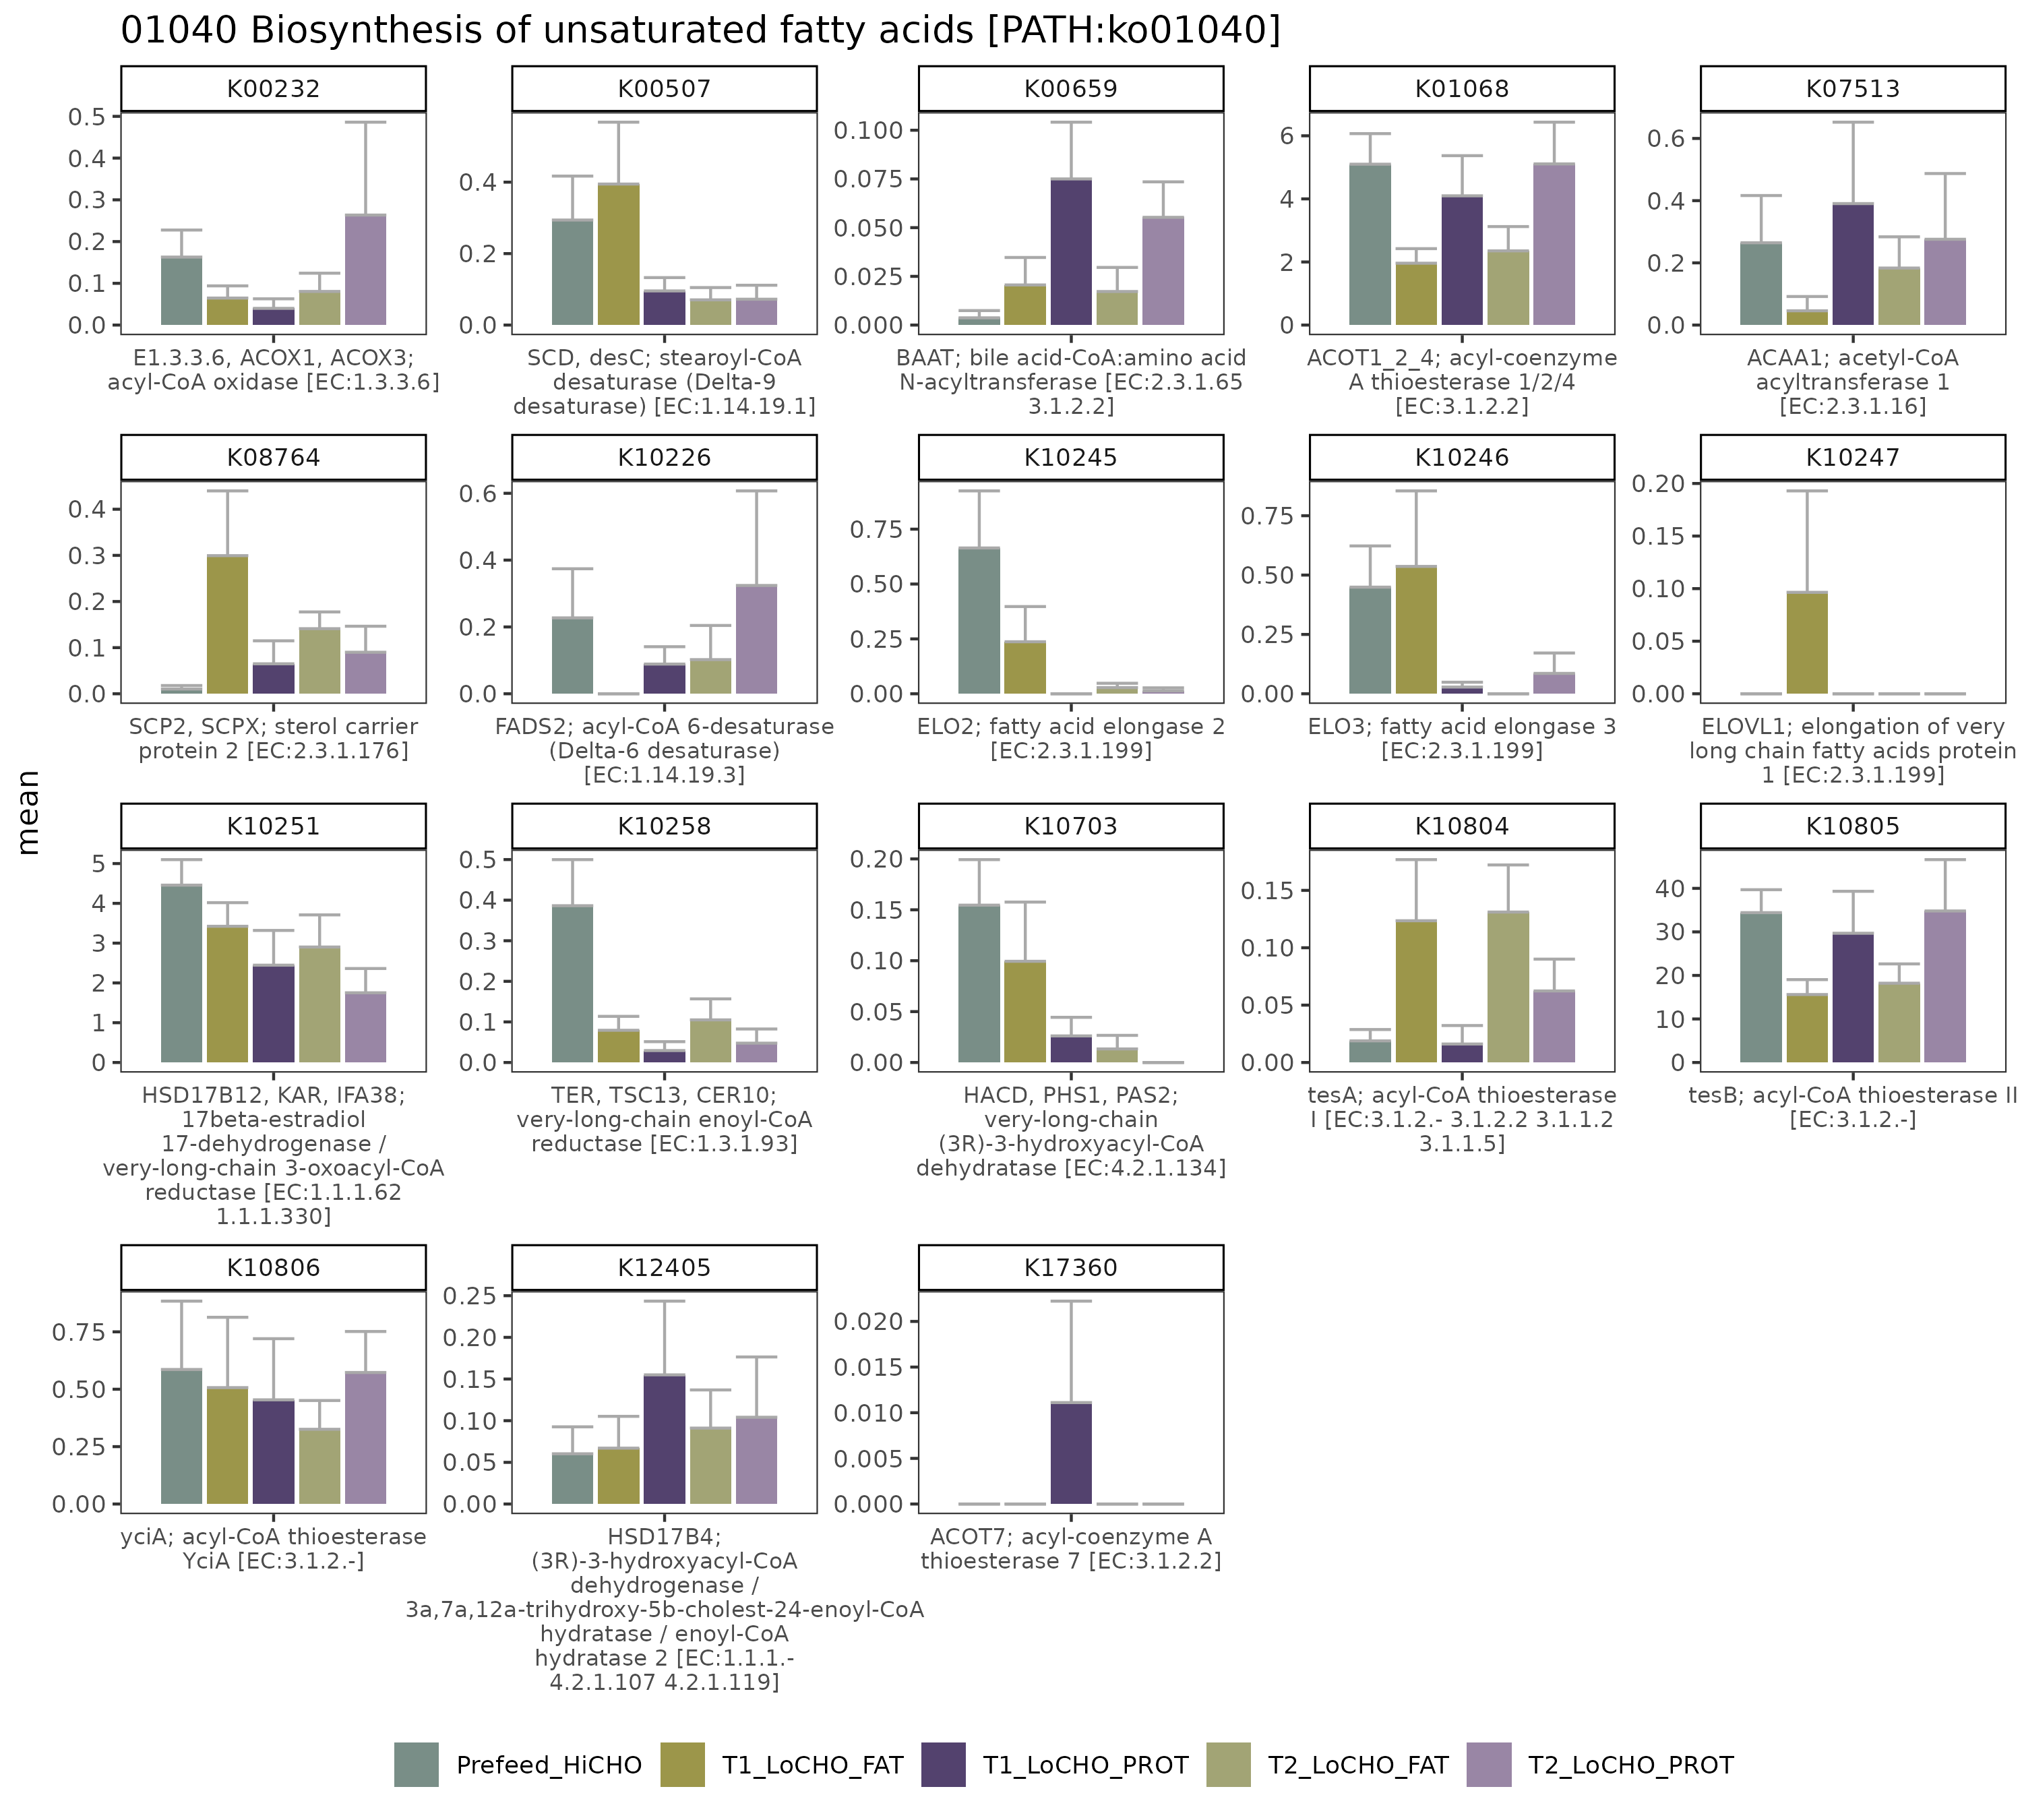 01040 Biosynthesis of unsaturated fatty acids [PATH:ko01040]
mean
K00232
0.5
0.4
0.3
0.2
0.1
0.0
E1.3.3.6, ACOX1, ACOX3;
acyl-CoA oxidase [EC:1.3.3.6]
K00507
0.4
0.2
0.0
SCD, desC; stearoyl-CoA
desaturase (Delta-9
desaturase) [EC:1.14.19.1]
K00659
0.100
0.075
0.050
0.025
0.000
BAAT; bile acid-CoA:amino acid
N-acyltransferase [EC:2.3.1.65
3.1.2.2]
K01068
6
4
2
0
ACOT1_2_4; acyl-coenzyme
A thioesterase 1/2/4
[EC:3.1.2.2]
K07513
0.6
0.4
0.2
0.0
ACAA1; acetyl-CoA
acyltransferase 1
[EC:2.3.1.16]
K08764
0.4
0.3
0.2
0.1
0.0
SCP2, SCPX; sterol carrier
protein 2 [EC:2.3.1.176]
K10226
0.6
0.4
0.2
0.0
FADS2; acyl-CoA 6-desaturase
(Delta-6 desaturase)
[EC:1.14.19.3]
K10245
0.75
0.50
0.25
0.00
ELO2; fatty acid elongase 2
[EC:2.3.1.199]
K10246
0.75
0.50
0.25
0.00
ELO3; fatty acid elongase 3
[EC:2.3.1.199]
K10247
0.20
0.15
0.10
0.05
0.00
ELOVL1; elongation of very
long chain fatty acids protein
1 [EC:2.3.1.199]
K10251
5
4
3
2
1
0
HSD17B12, KAR, IFA38;
17beta-estradiol
17-dehydrogenase /
very-long-chain 3-oxoacyl-CoA
reductase [EC:1.1.1.62
1.1.1.330]
K10258
0.5
0.4
0.3
0.2
0.1
0.0
TER, TSC13, CER10;
very-long-chain enoyl-CoA
reductase [EC:1.3.1.93]
K10703
0.20
0.15
0.10
0.05
0.00
HACD, PHS1, PAS2;
very-long-chain
(3R)-3-hydroxyacyl-CoA
dehydratase [EC:4.2.1.134]
K10804
0.15
0.10
0.05
0.00
tesA; acyl-CoA thioesterase
I [EC:3.1.2.- 3.1.2.2 3.1.1.2
3.1.1.5]
K10805
40
30
20
10
0
tesB; acyl-CoA thioesterase II
[EC:3.1.2.-]
K10806
0.75
0.50
0.25
0.00
yciA; acyl-CoA thioesterase
YciA [EC:3.1.2.-]
K12405
0.25
0.20
0.15
0.10
0.05
0.00
HSD17B4;
(3R)-3-hydroxyacyl-CoA
dehydrogenase /
3a,7a,12a-trihydroxy-5b-cholest-24-enoyl-CoA
hydratase / enoyl-CoA
hydratase 2 [EC:1.1.1.-
4.2.1.107 4.2.1.119]
K17360
0.020
0.015
0.010
0.005
0.000
ACOT7; acyl-coenzyme A
thioesterase 7 [EC:3.1.2.2]
Prefeed_HiCHO
T1_LoCHO_FAT
T1_LoCHO_PROT
T2_LoCHO_FAT
T2_LoCHO_PROT